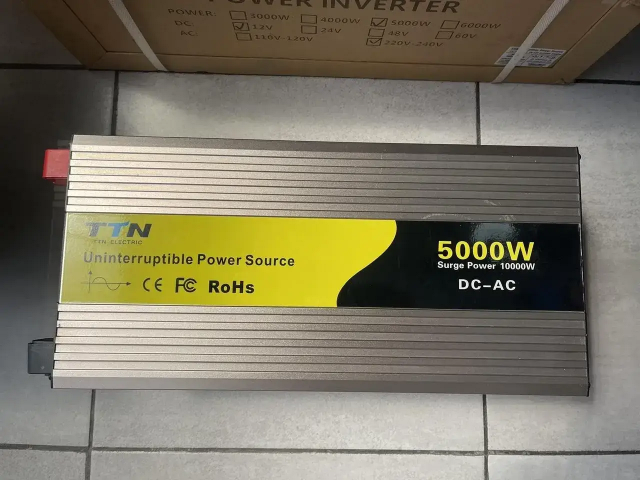 POWER INVERTER
POWER: 3000W 4000W 5000W 6000W
DC: 12V 24V 48V 60V
AC: 110V-120V 220V-240V
TTN
TTN ELECTRIC
Uninterruptible Power Source
CE FC RoHs
5000W
Surge Power 10000W
DC-AC